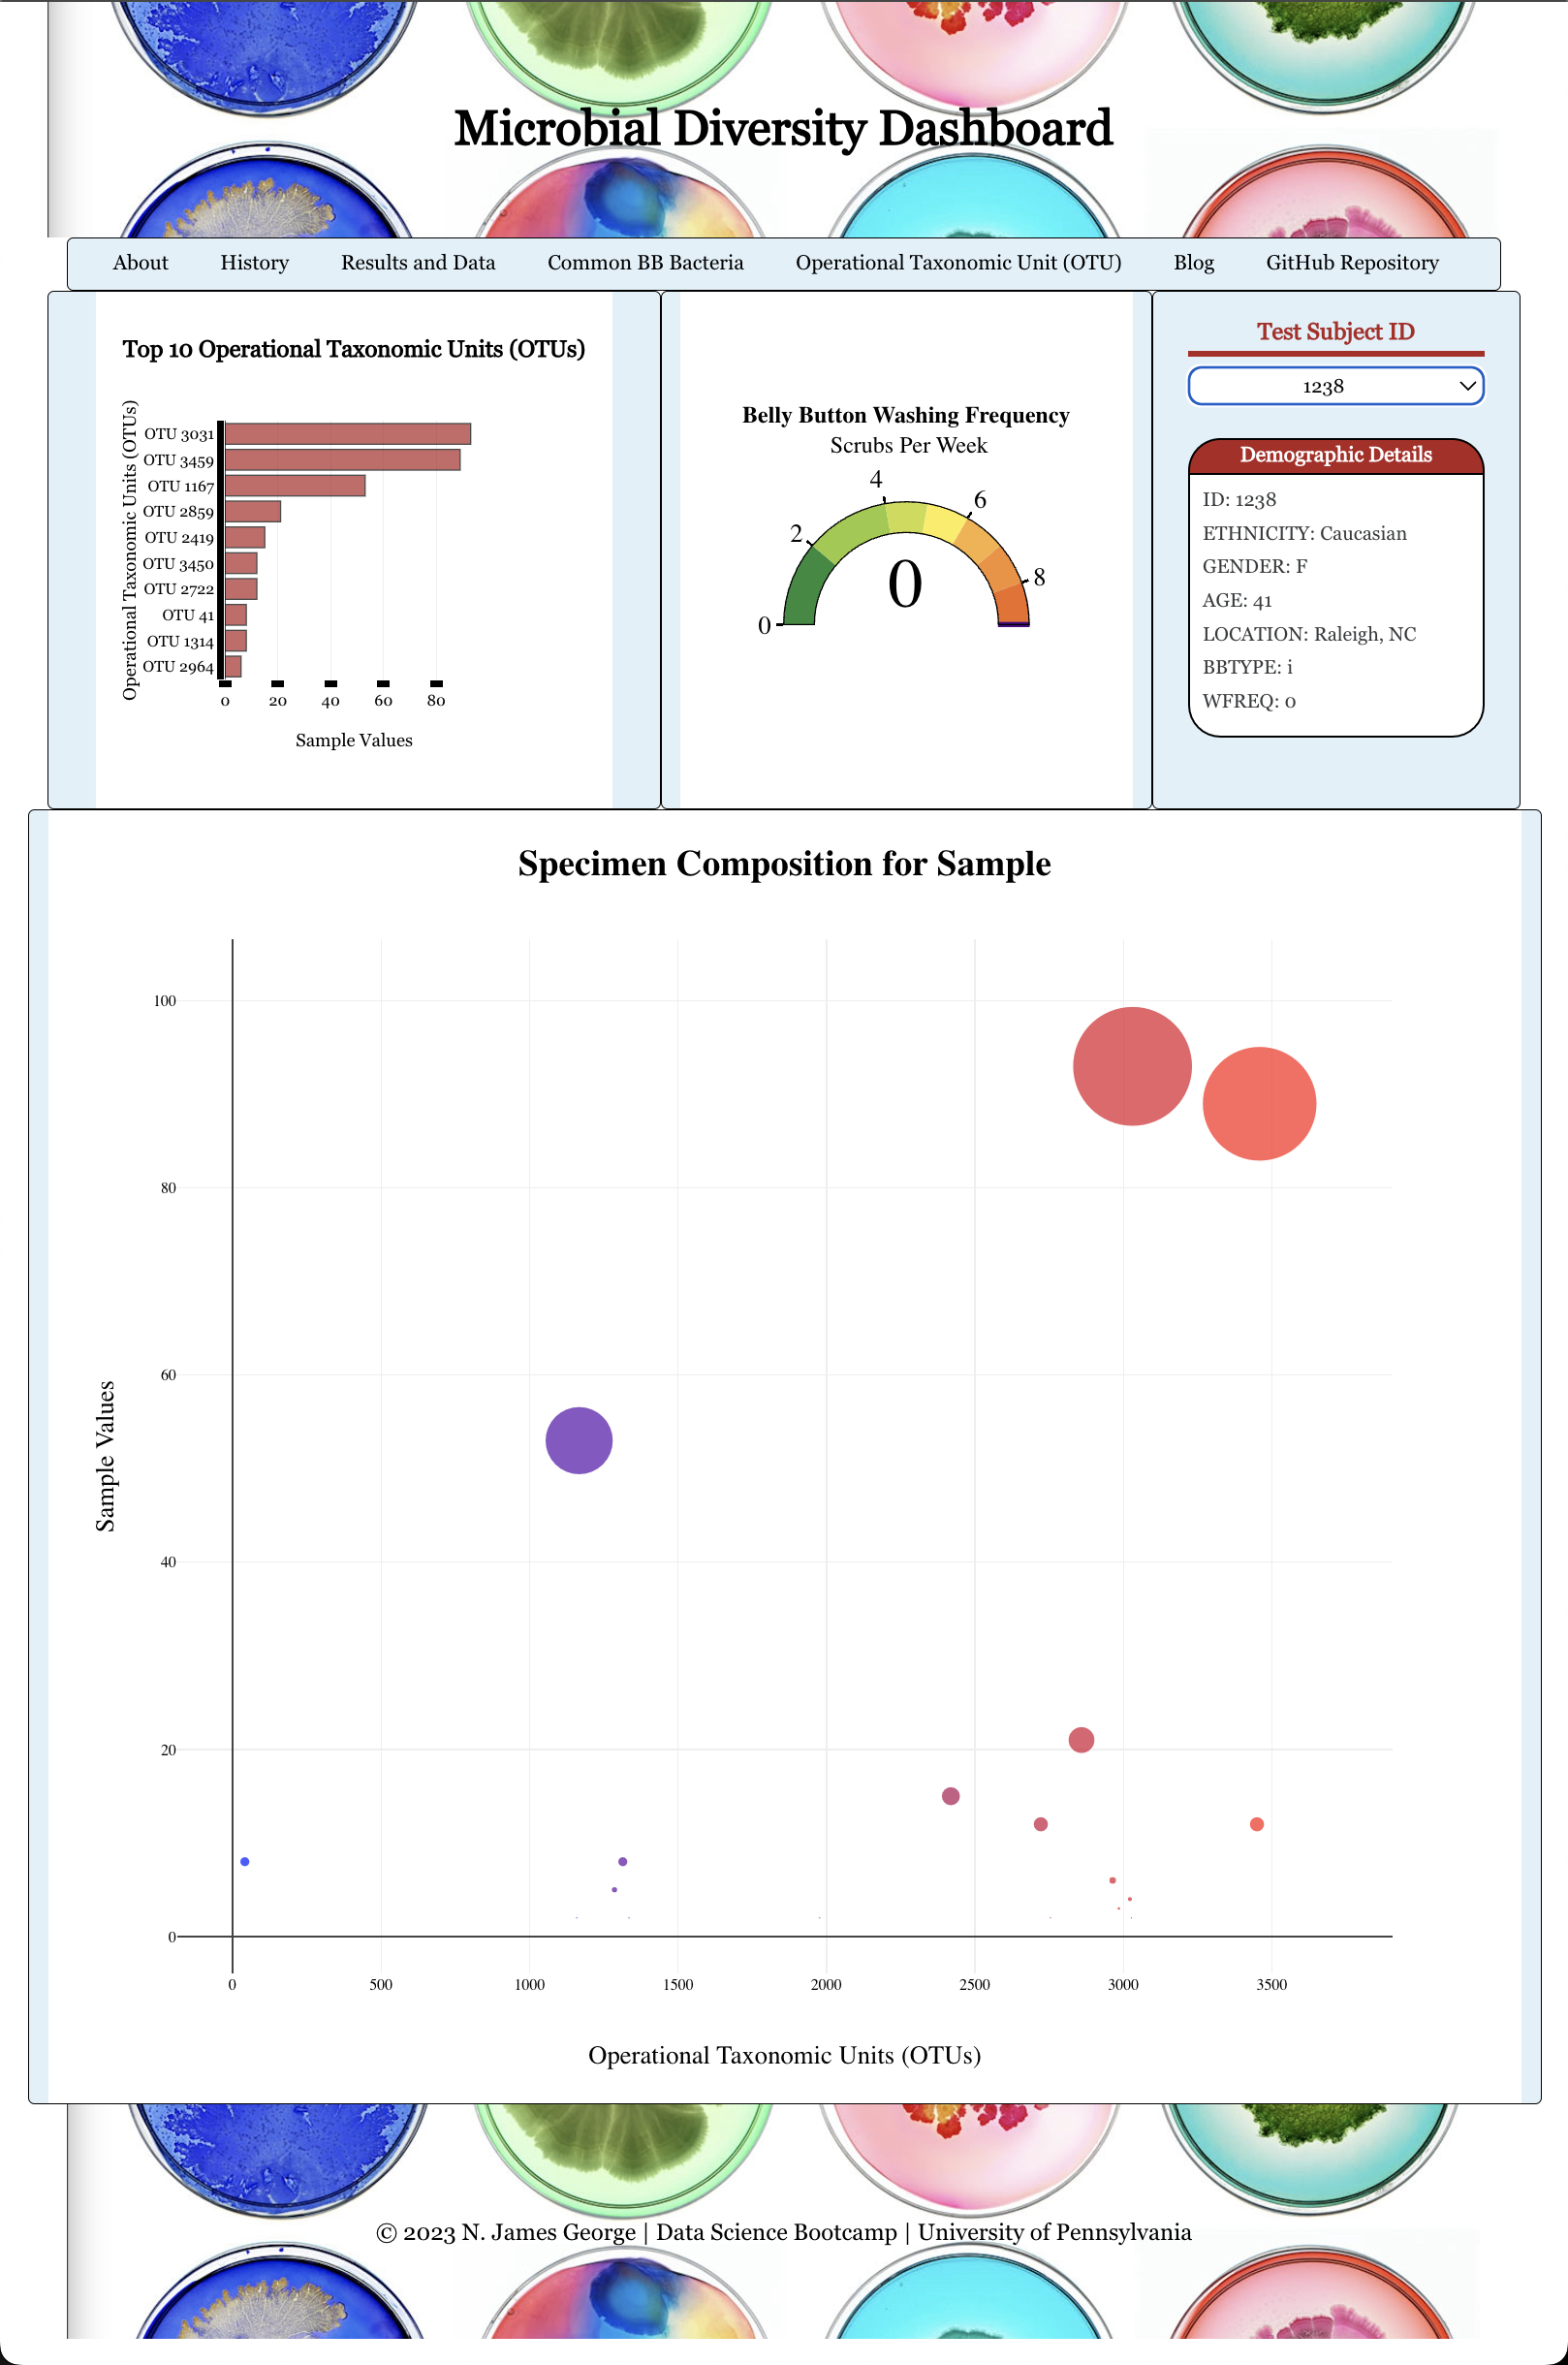 Microbial Diversity Dashboard
About History Results and Data Common BB Bacteria Operational Taxonomic Unit (OTU) Blog GitHub Repository
Top 10 Operational Taxonomic Units (OTUs)
Operational Taxonomic Units (OTUs)
OTU 3031
OTU 3459
OTU 1167
OTU 2859
OTU 2419
OTU 3450
OTU 2722
OTU 41
OTU 1314
OTU 2964
0 20 40 60 80
Sample Values
Belly Button Washing Frequency
Scrubs Per Week
0
2
4
6
8
0
Test Subject ID
1238
Demographic Details
ID: 1238
ETHNICITY: Caucasian
GENDER: F
AGE: 41
LOCATION: Raleigh, NC
BBTYPE: i
WFREQ: 0
Specimen Composition for Sample
Sample Values
100
80
60
40
20
0
0 500 1000 1500 2000 2500 3000 3500
Operational Taxonomic Units (OTUs)
© 2023 N. James George | Data Science Bootcamp | University of Pennsylvania